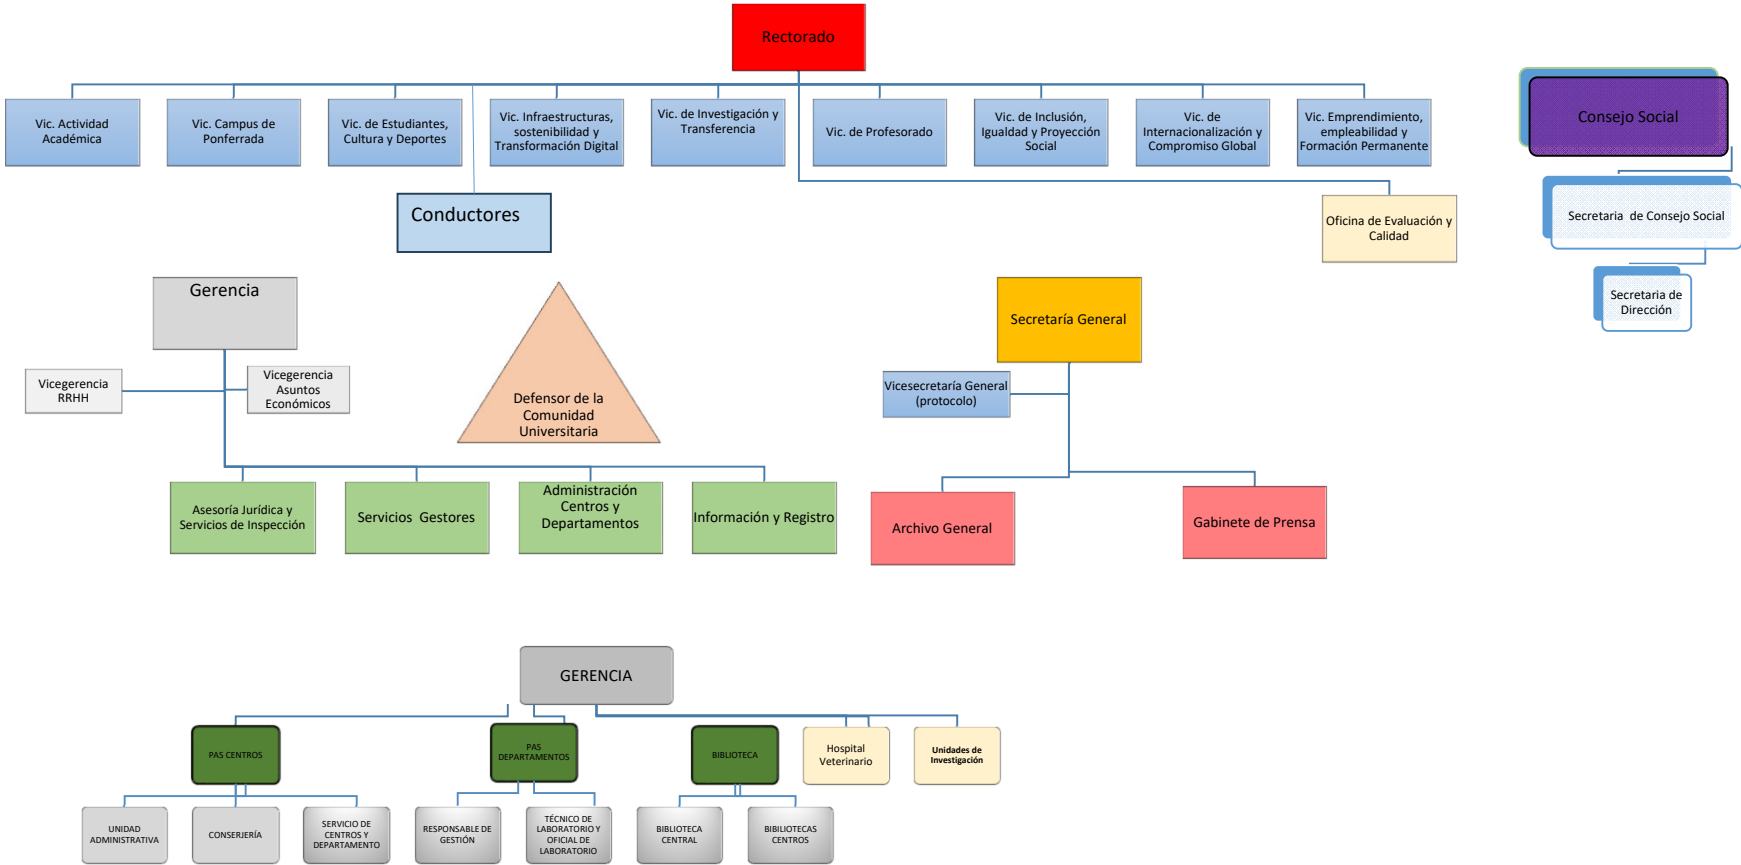 Rectorado
Vic. Actividad
Académica
Vic. Campus de
Ponferrada
Vic. de Estudiantes,
Cultura y Deportes
Vic. Infraestructuras,
sostenibilidad y
Transformación Digital
Vic. de Investigación y
Transferencia
Vic. de Profesorado
Vic. de Inclusión,
Igualdad y Proyección
Social
Vic. de
Internacionalización y
Compromiso Global
Vic. Emprendimiento,
empleabilidad y
Formación Permanente
Consejo Social
Secretaria de Consejo Social
Secretaria de
Dirección
Conductores
Oficina de Evaluación y
Calidad
Gerencia
Vicegerencia
RRHH
Vicegerencia
Asuntos
Económicos
Defensor de la
Comunidad
Universitaria
Secretaría General
Vicesecretaría General
(protocolo)
Asesoría Jurídica y
Servicios de Inspección
Servicios Gestores
Administración
Centros y
Departamentos
Información y Registro
Archivo General
Gabinete de Prensa
GERENCIA
PAS CENTROS
PAS
DEPARTAMENTOS
BIBLIOTECA
Hospital
Veterinario
Unidades de
Investigación
UNIDAD
ADMINISTRATIVA
CONSERJERÍA
SERVICIO DE
CENTROS Y
DEPARTAMENTO
RESPONSABLE DE
GESTIÓN
TÉCNICO DE
LABORATORIO Y
OFICIAL DE
LABORATORIO
BIBLIOTECA
CENTRAL
BIBLIOTECAS
CENTROS